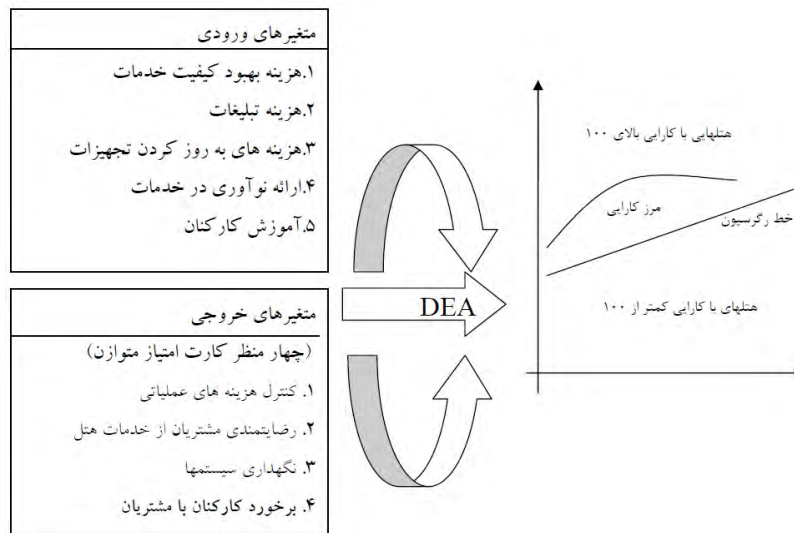 متغیرهای ورودی
۱.هزینه بهبود کیفیت خدمات
۲.هزینه تبلیغات
۳.هزینه های به روز کردن تجهیزات
۴.ارائه نوآوری در خدمات
۵.آموزش کارکنان
متغیرهای خروجی
(چهار منظر کارت امتیاز متوازن)
۱. کنترل هزینه های عملیاتی
۲. رضایتمندی مشتریان از خدمات هتل
۳. نگهداری سیستمها
۴. برخورد کارکنان با مشتریان
DEA
هتلهایی با کارایی بالای ۱۰۰
مرز کارایی
خط رگرسیون
هتلهای با کارایی کمتر از ۱۰۰